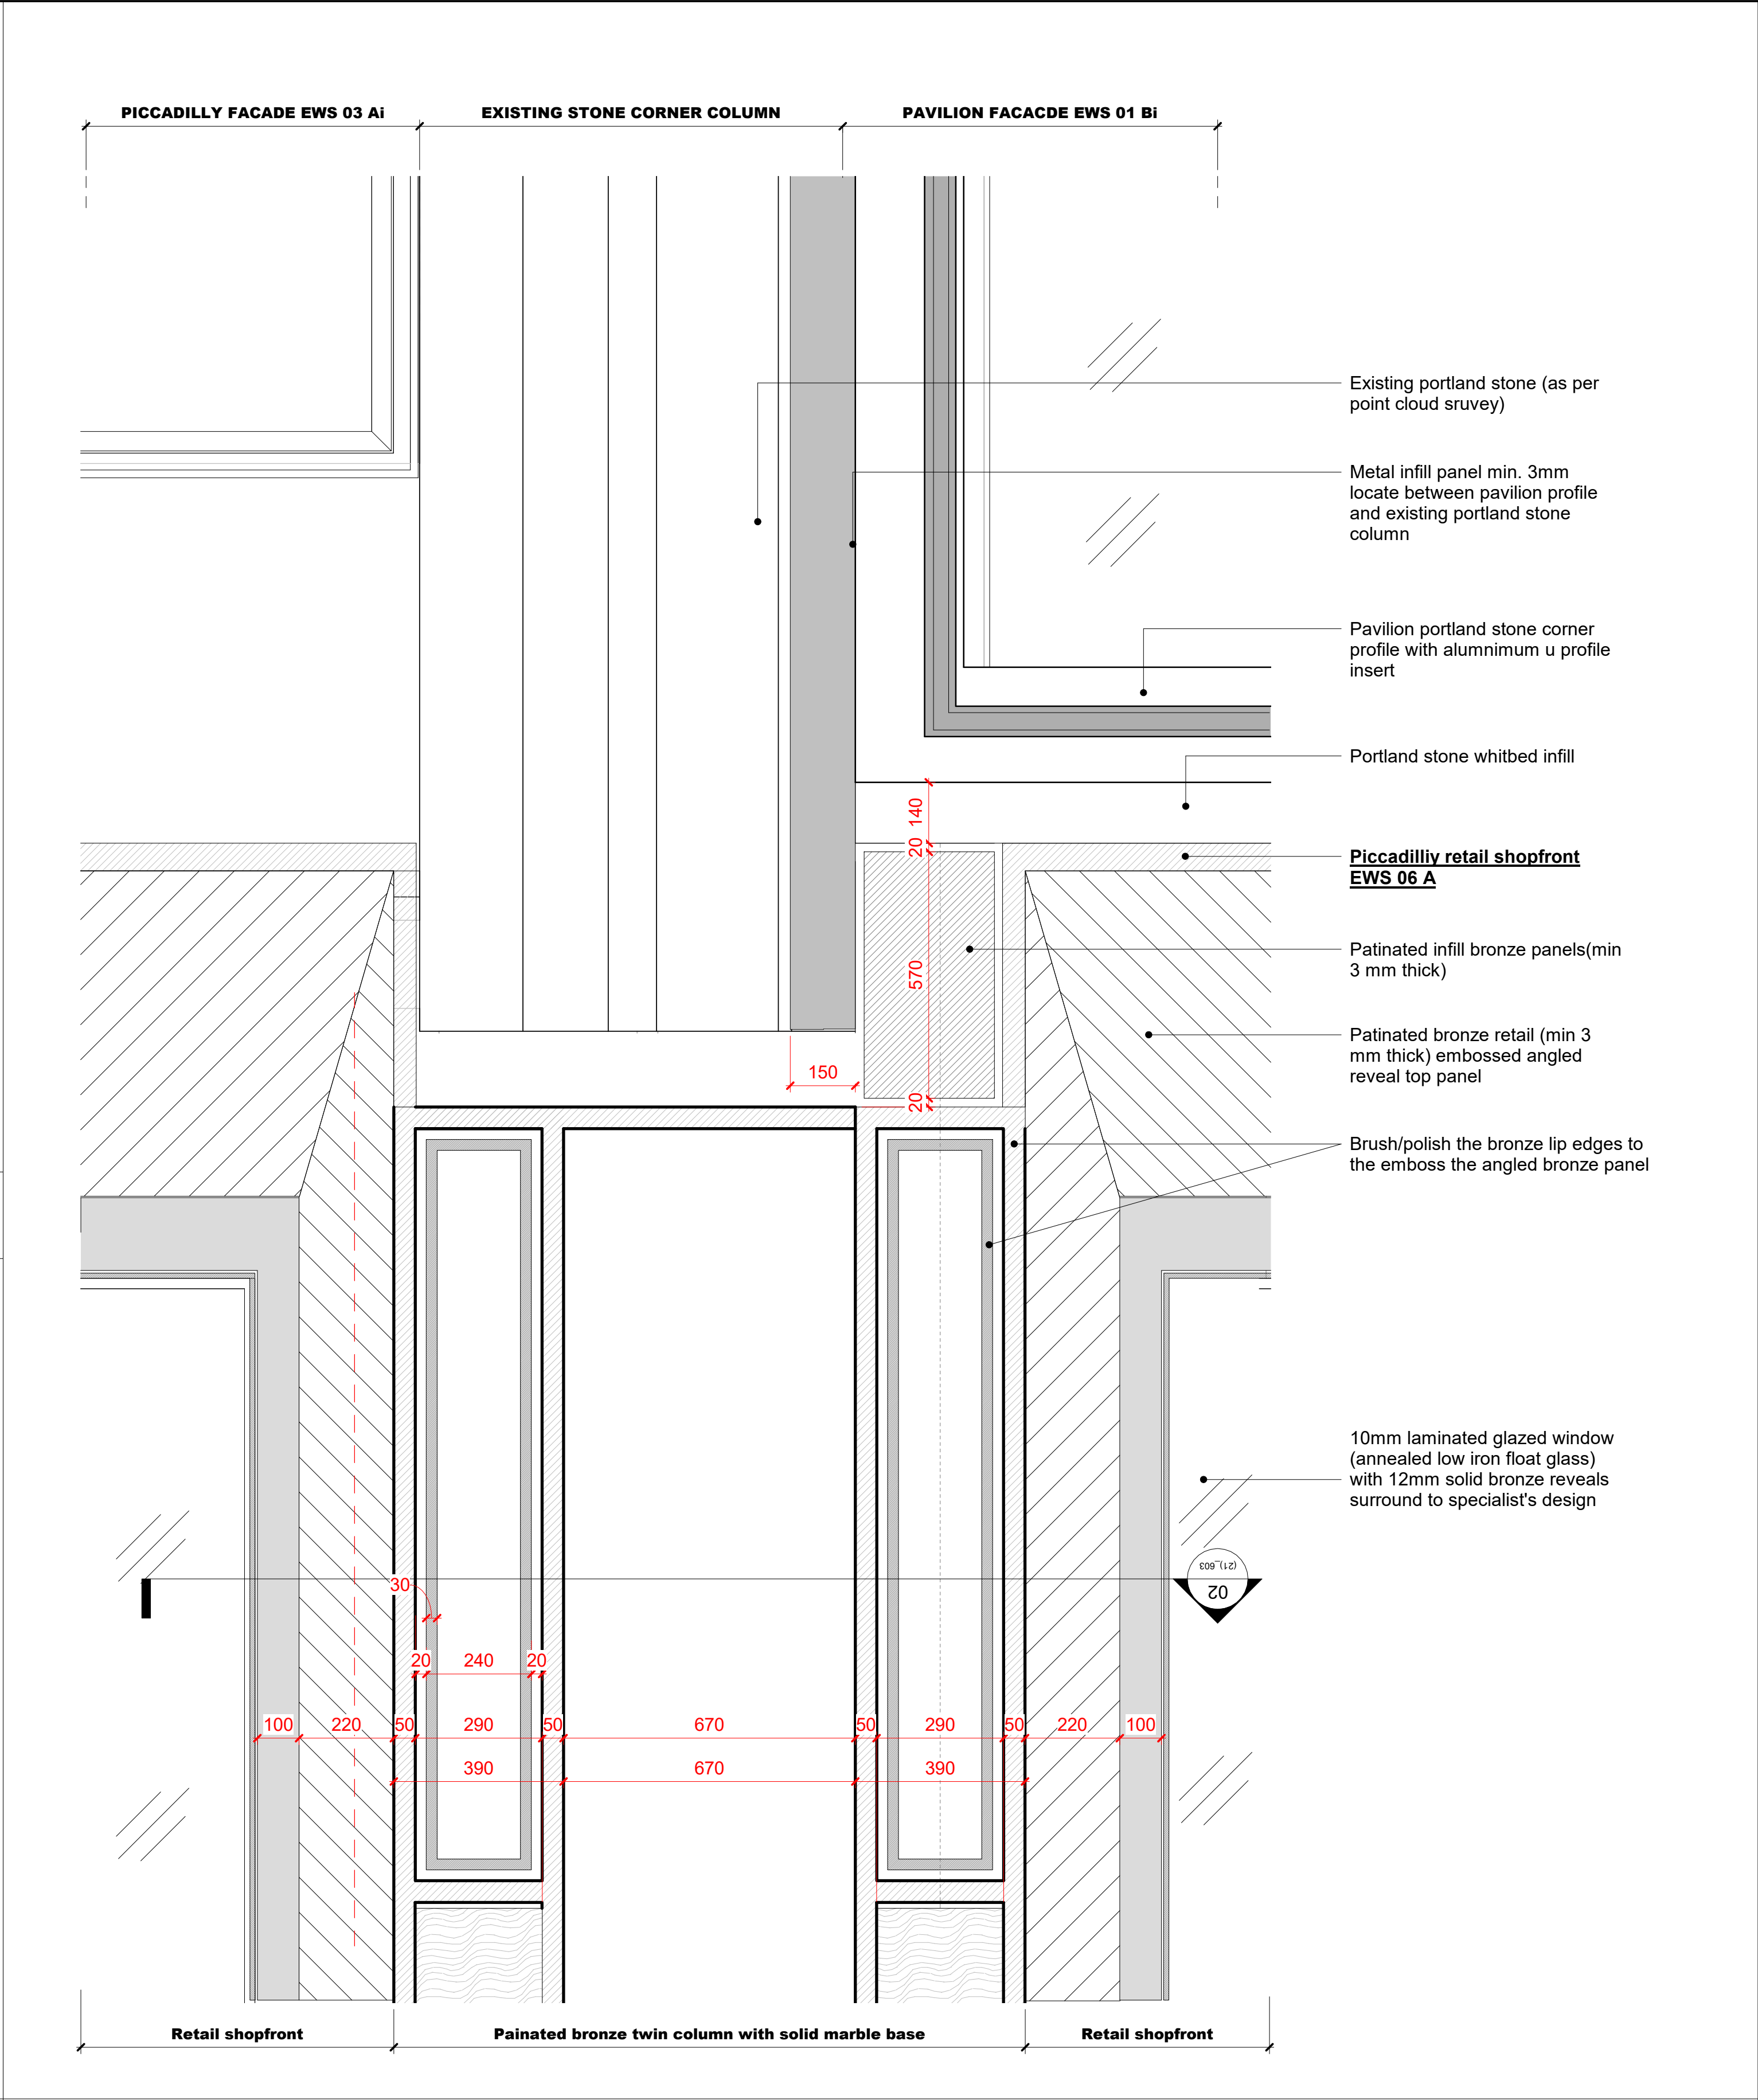 PICCADILLY FACADE EWS 03 Ai
EXISTING STONE CORNER COLUMN
PAVILION FACACDE EWS 01 Bi
Existing portland stone (as per
point cloud sruvey)
Metal infill panel min. 3mm
locate between pavilion profile
and existing portland stone
column
Pavilion portland stone corner
profile with alumnimum u profile
insert
Portland stone whitbed infill
140
20
Piccadilliy retail shopfront
EWS 06 A
Patinated infill bronze panels(min
3 mm thick)
570
Patinated bronze retail (min 3
mm thick) embossed angled
reveal top panel
150
20
Brush/polish the bronze lip edges to
the emboss the angled bronze panel
10mm laminated glazed window
(annealed low iron float glass)
with 12mm solid bronze reveals
surround to specialist's design
(21)_603
02
30
20 240 20
100 220 50 290 50 670 50 290 50 220 100
390 670 390
Retail shopfront
Painated bronze twin column with solid marble base
Retail shopfront